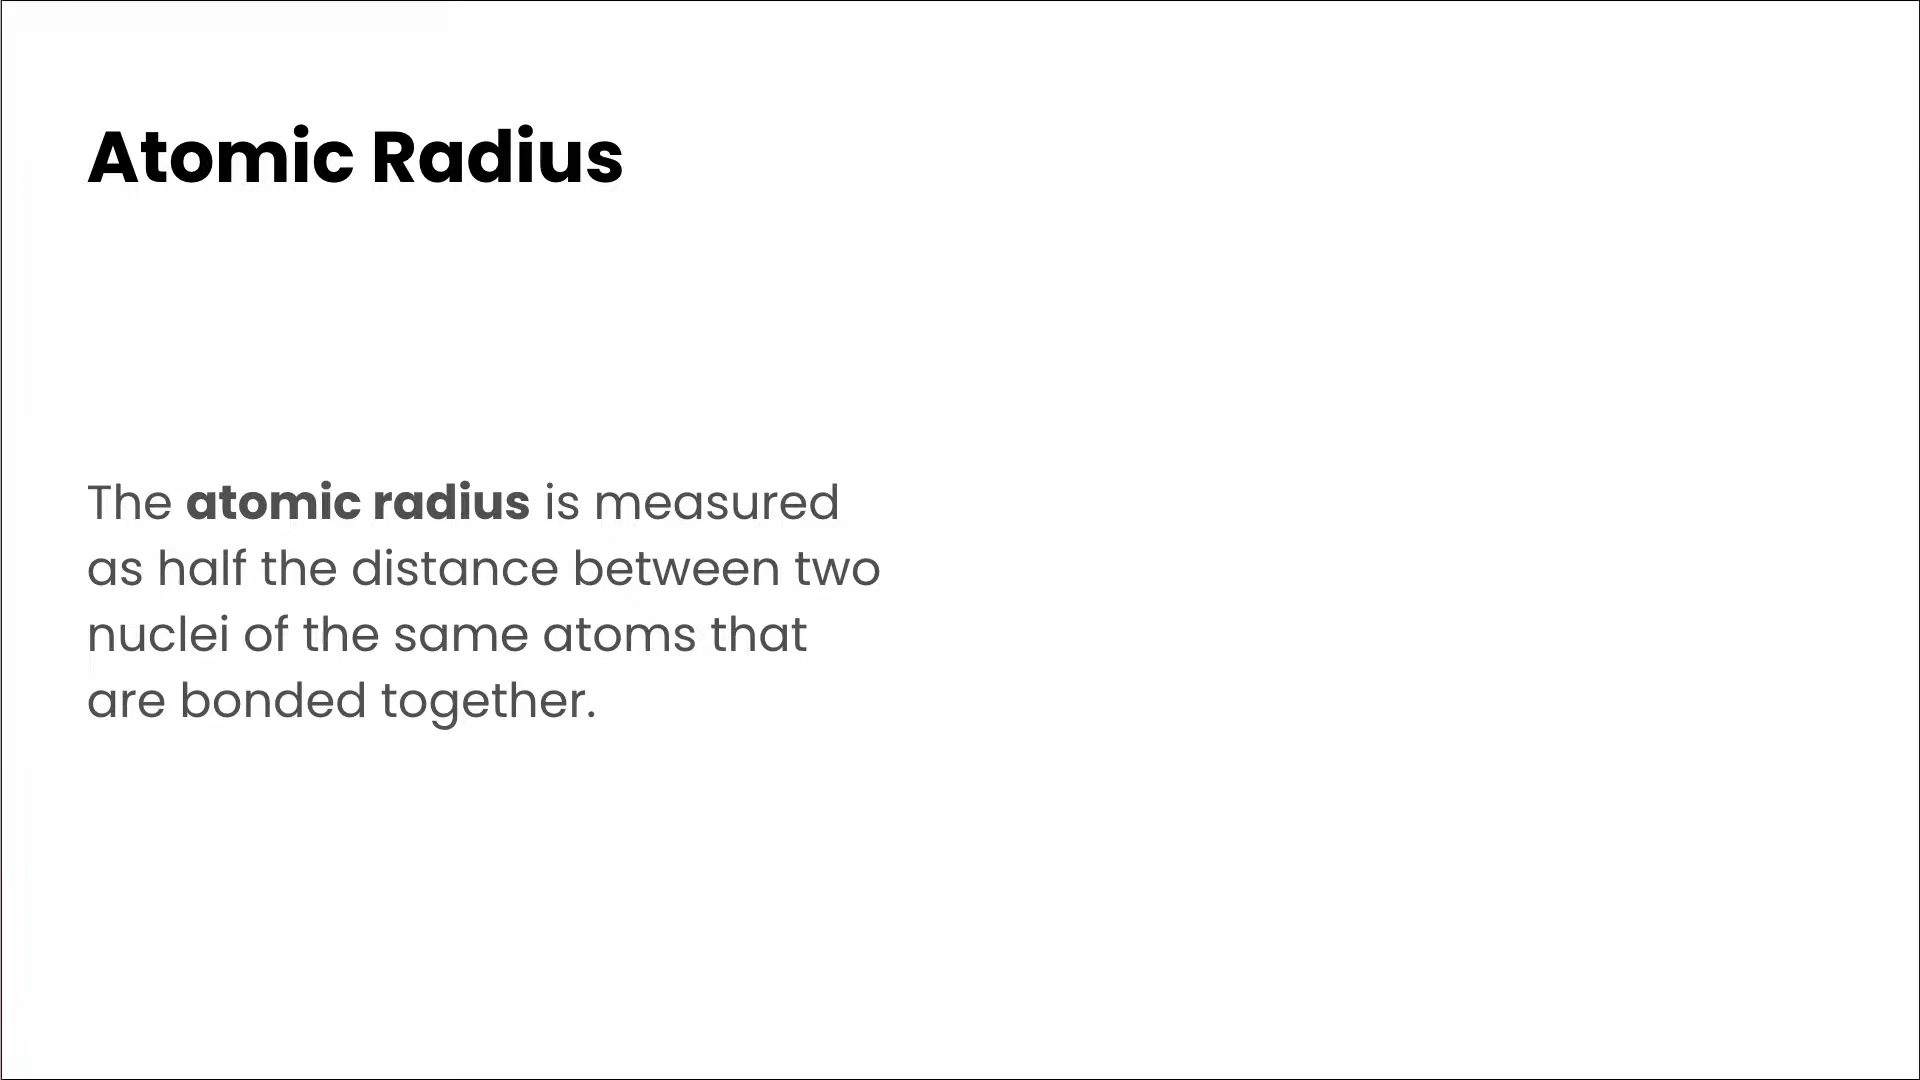 Atomic Radius
The atomic radius is measured
as half the distance between two
nuclei of the same atoms that
are bonded together.